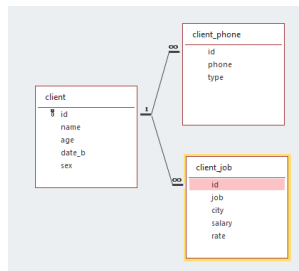 client_phone
id
phone
type
client
id
name
age
date_b
sex
1
∞
∞
client_job
id
job
city
salary
rate